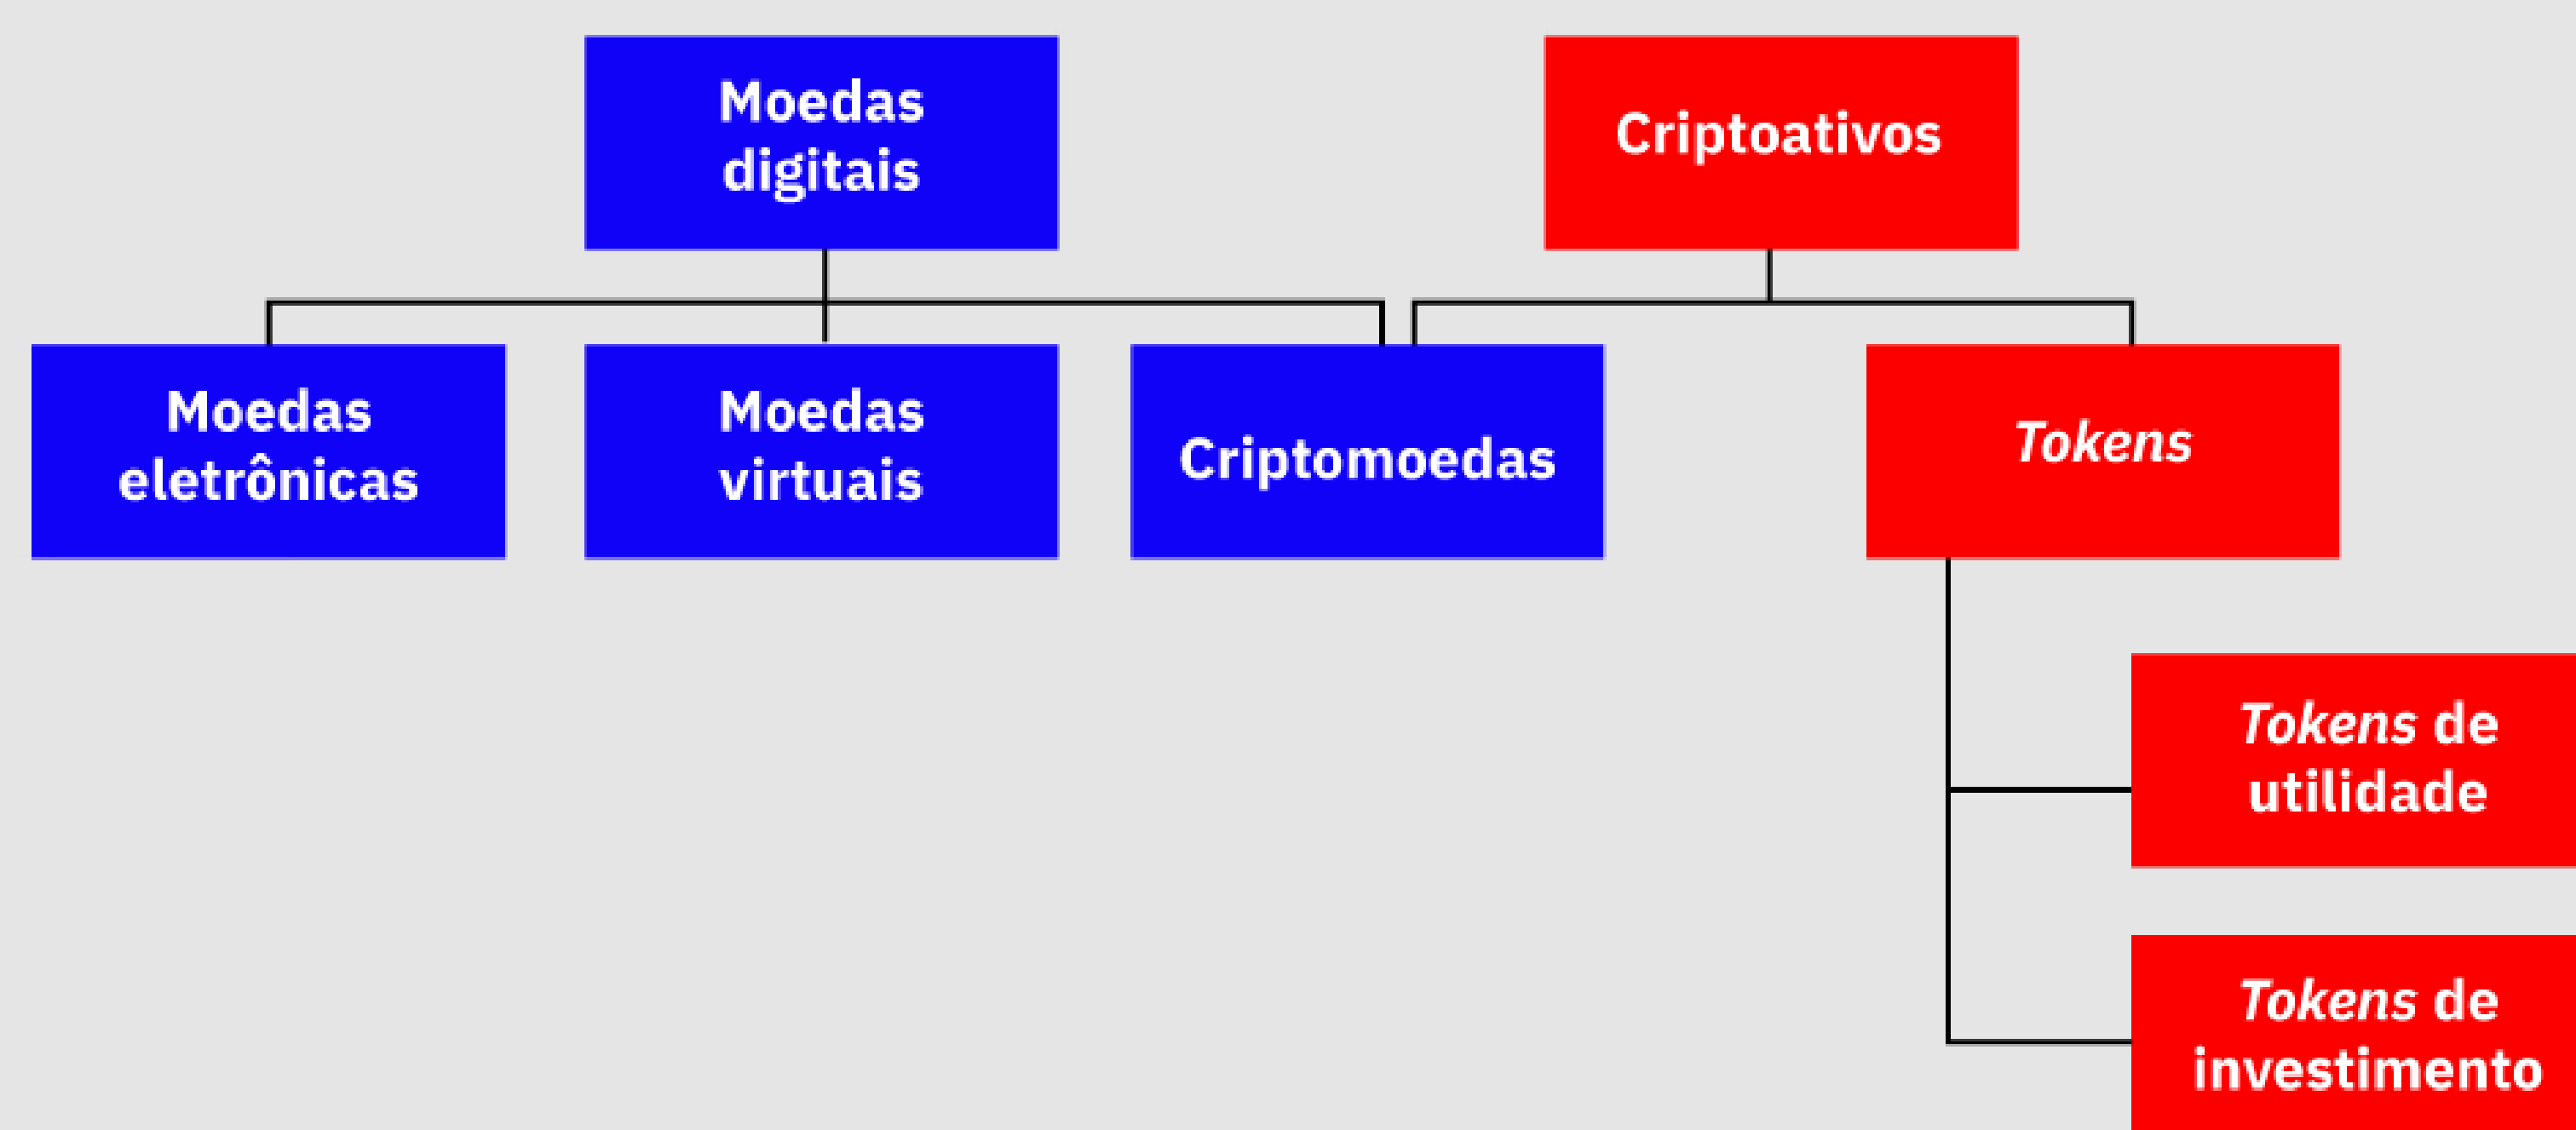 Moedas
digitais
Criptoativos
Moedas
eletrônicas
Moedas
virtuais
Criptomoedas
Tokens
Tokens de
utilidade
Tokens de
investimento